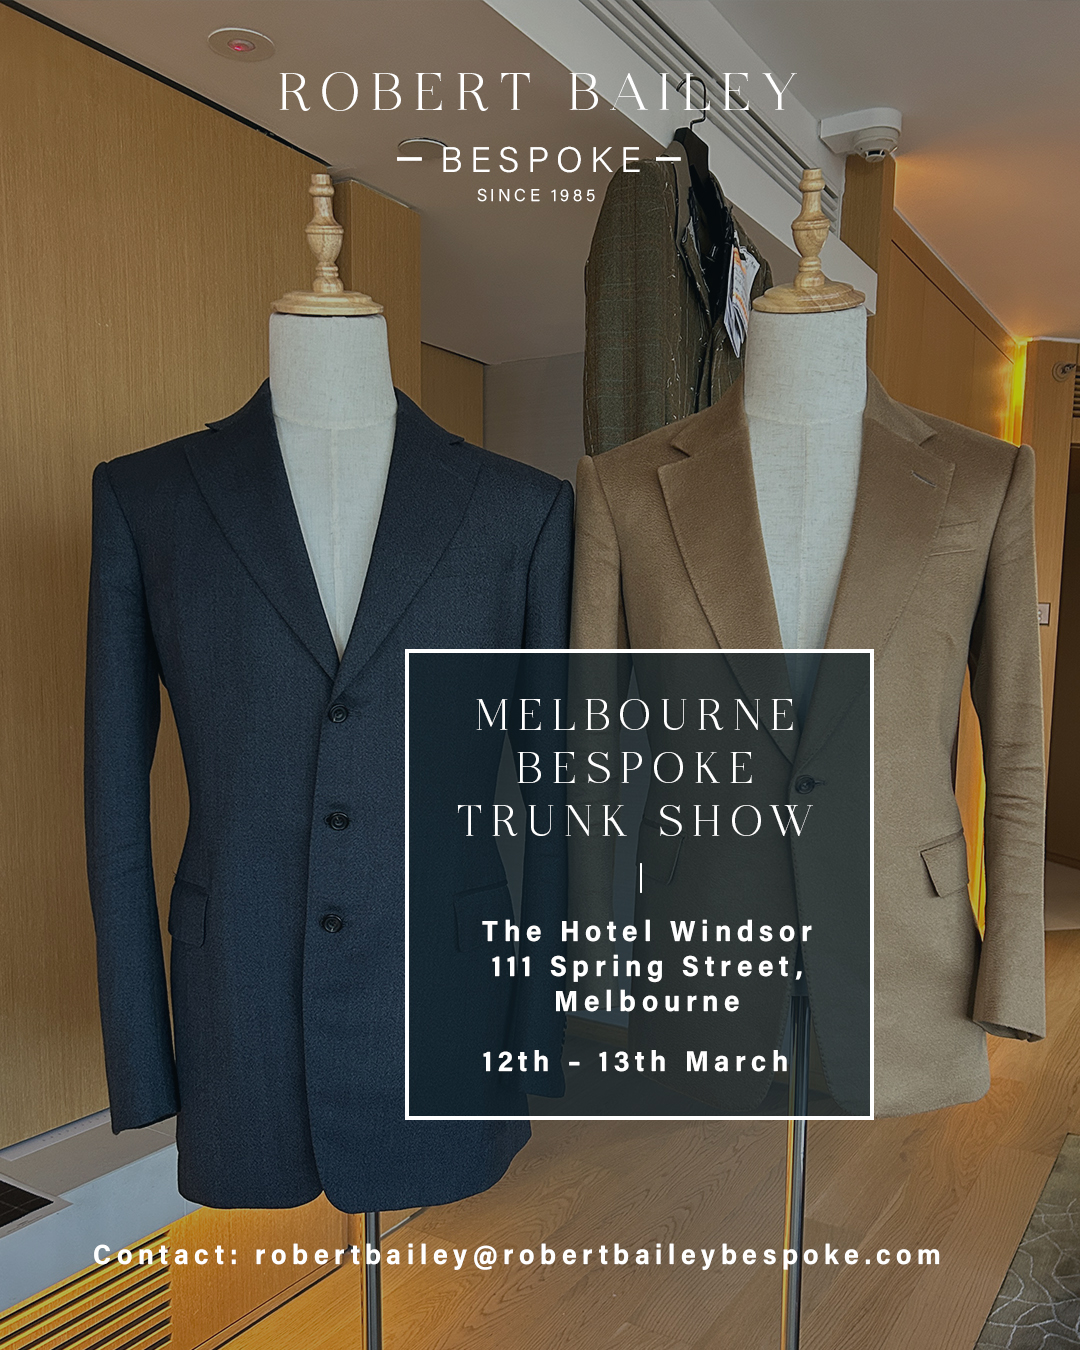 ROBERT BAILEY
BESPOKE
SINCE 1985
MELBOURNE
BESPOKE
TRUNK SHOW
The Hotel Windsor
111 Spring Street,
Melbourne
12th – 13th March
Contact: robertbailey@robertbaileybespoke.com